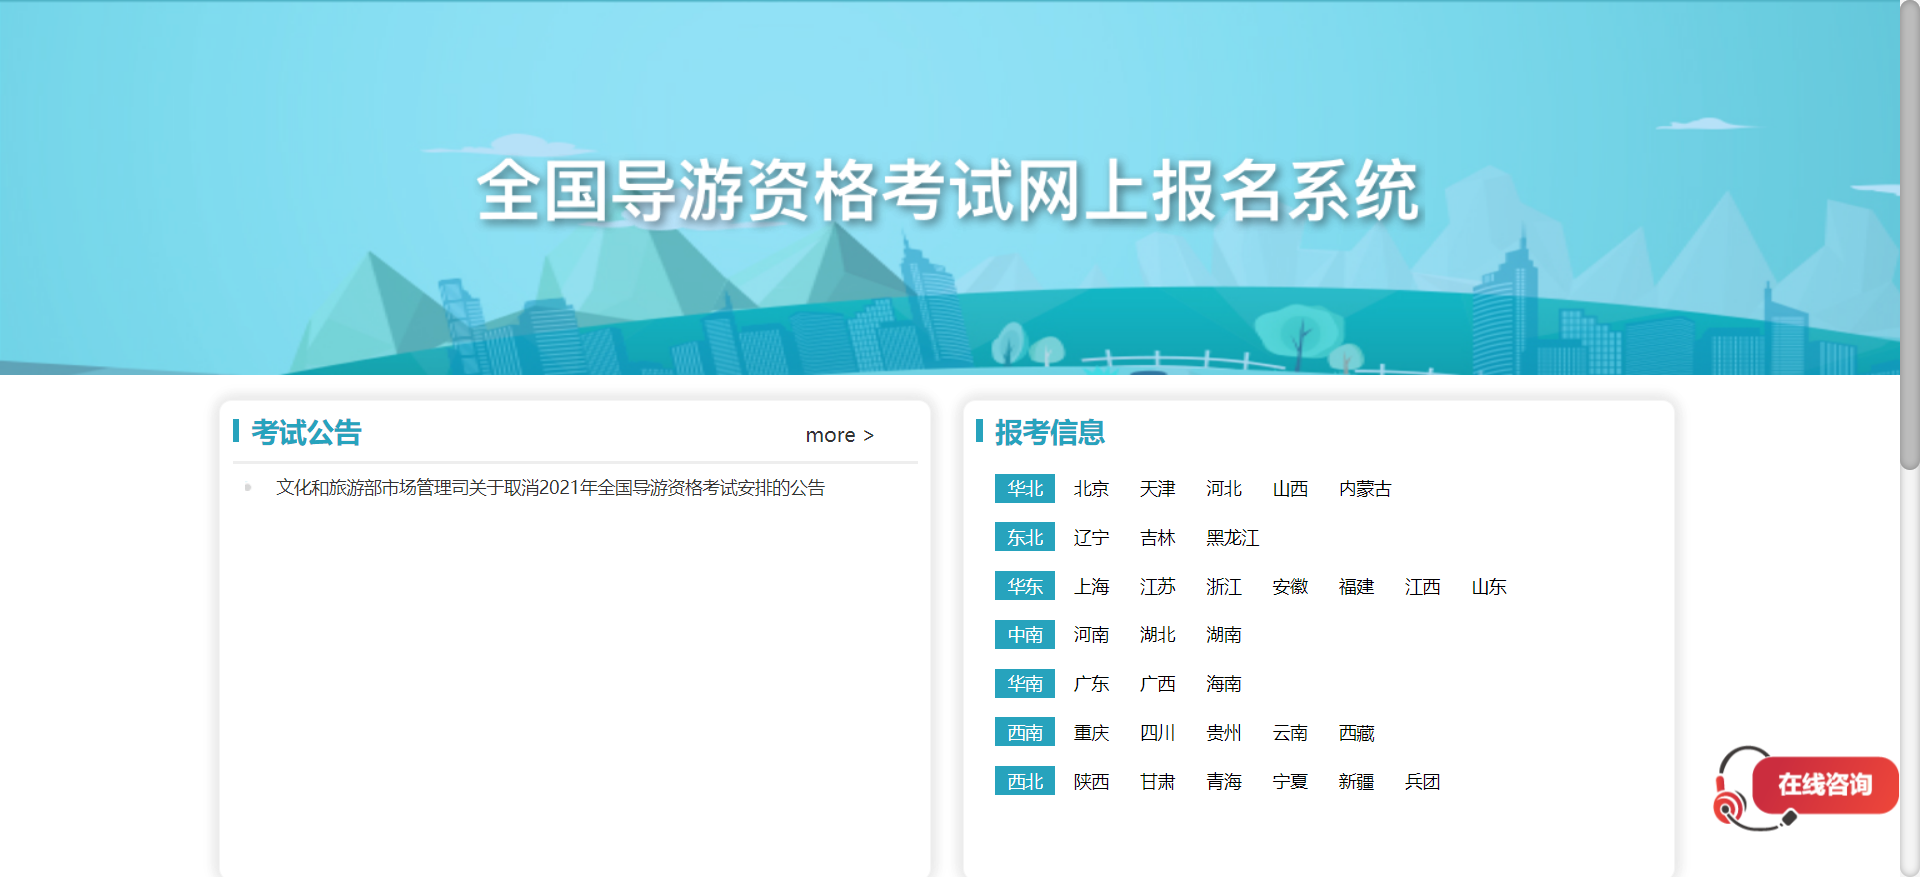 全国导游资格考试网上报名系统
考试公告 more >
文化和旅游部市场管理司关于取消2021年全国导游资格考试安排的公告
报考信息
华北 北京 天津 河北 山西 内蒙古
东北 辽宁 吉林 黑龙江
华东 上海 江苏 浙江 安徽 福建 江西 山东
中南 河南 湖北 湖南
华南 广东 广西 海南
西南 重庆 四川 贵州 云南 西藏
西北 陕西 甘肃 青海 宁夏 新疆 兵团
在线咨询